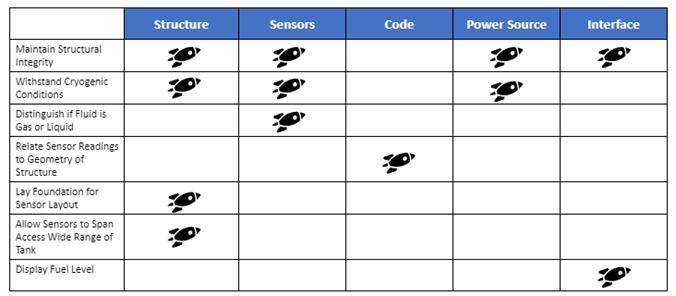 Structure Sensors Code Power Source Interface
Maintain Structural
Integrity
Withstand Cryogenic
Conditions
Distinguish if Fluid is
Gas or Liquid
Relate Sensor Readings
to Geometry of
Structure
Lay Foundation for
Sensor Layout
Allow Sensors to Span
Access Wide Range of
Tank
Display Fuel Level